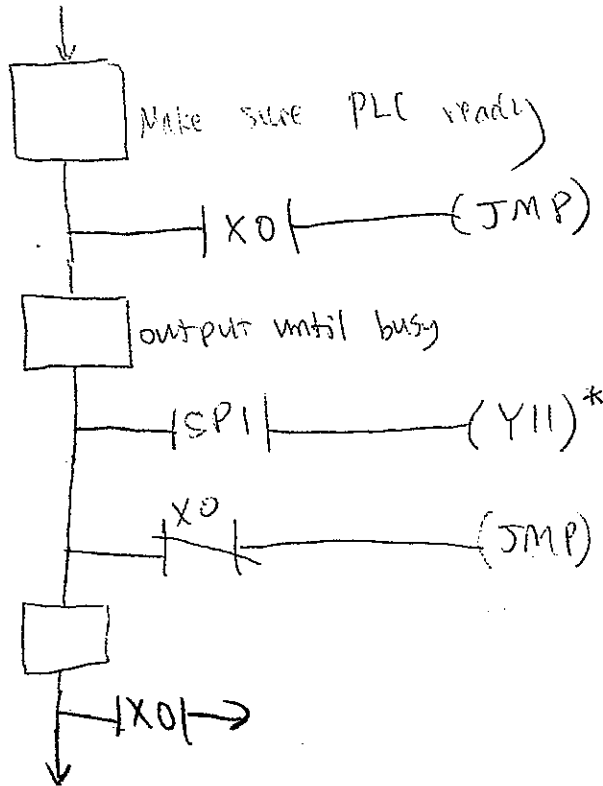 Make sure PLC ready
X0 (JMP)
output until busy
SP1 (Y11)*
X0
(JMP)
X0